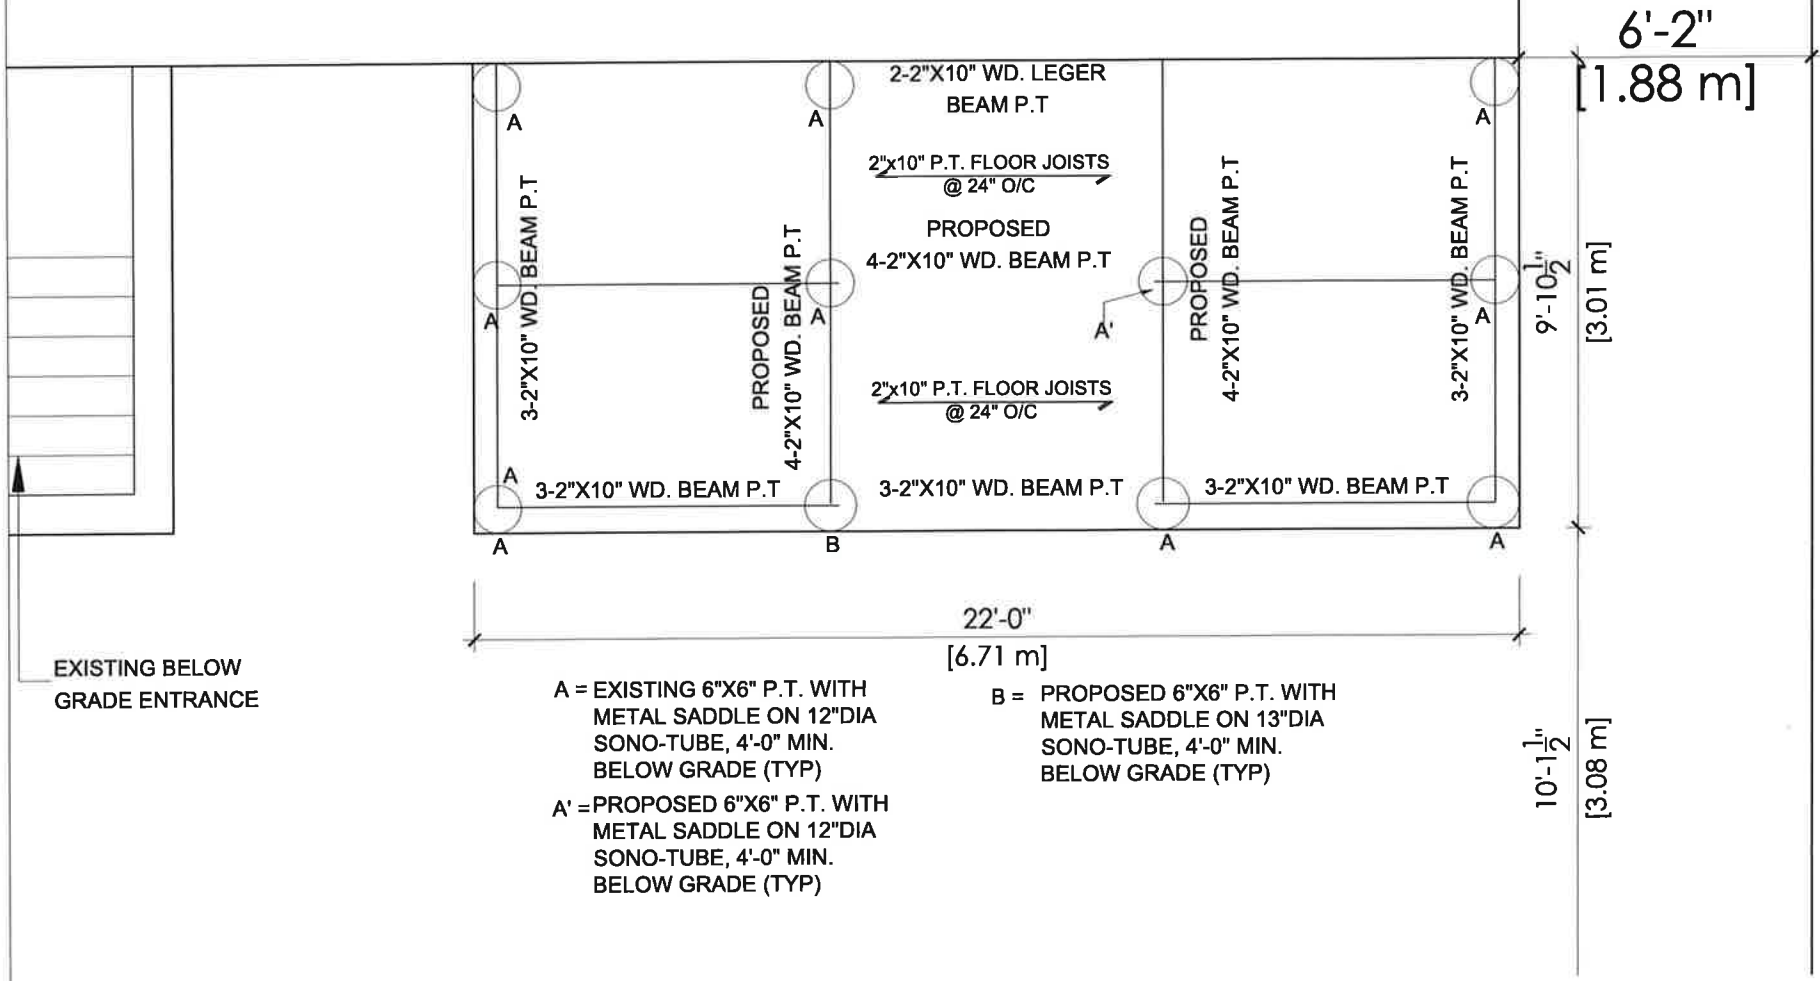 6'-2"
[1.88 m]
2-2"X10" WD. LEGER
BEAM P.T
A
A
A
2"x10" P.T. FLOOR JOISTS
@ 24" O/C
PROPOSED
4-2"X10" WD. BEAM P.T
3-2"X10" WD. BEAM P.T
PROPOSED
4-2"X10" WD. BEAM P.T
PROPOSED
4-2"X10" WD. BEAM P.T
3-2"X10" WD. BEAM P.T
9'-10 1/2"
[3.01 m]
A
A
A'
A
2"x10" P.T. FLOOR JOISTS
@ 24" O/C
A
3-2"X10" WD. BEAM P.T
3-2"X10" WD. BEAM P.T
3-2"X10" WD. BEAM P.T
A
B
A
A
22'-0"
[6.71 m]
EXISTING BELOW
GRADE ENTRANCE
A = EXISTING 6"X6" P.T. WITH
METAL SADDLE ON 12"DIA
SONO-TUBE, 4'-0" MIN.
BELOW GRADE (TYP)
A' = PROPOSED 6"X6" P.T. WITH
METAL SADDLE ON 12"DIA
SONO-TUBE, 4'-0" MIN.
BELOW GRADE (TYP)
B = PROPOSED 6"X6" P.T. WITH
METAL SADDLE ON 13"DIA
SONO-TUBE, 4'-0" MIN.
BELOW GRADE (TYP)
10'-1 1/2"
[3.08 m]